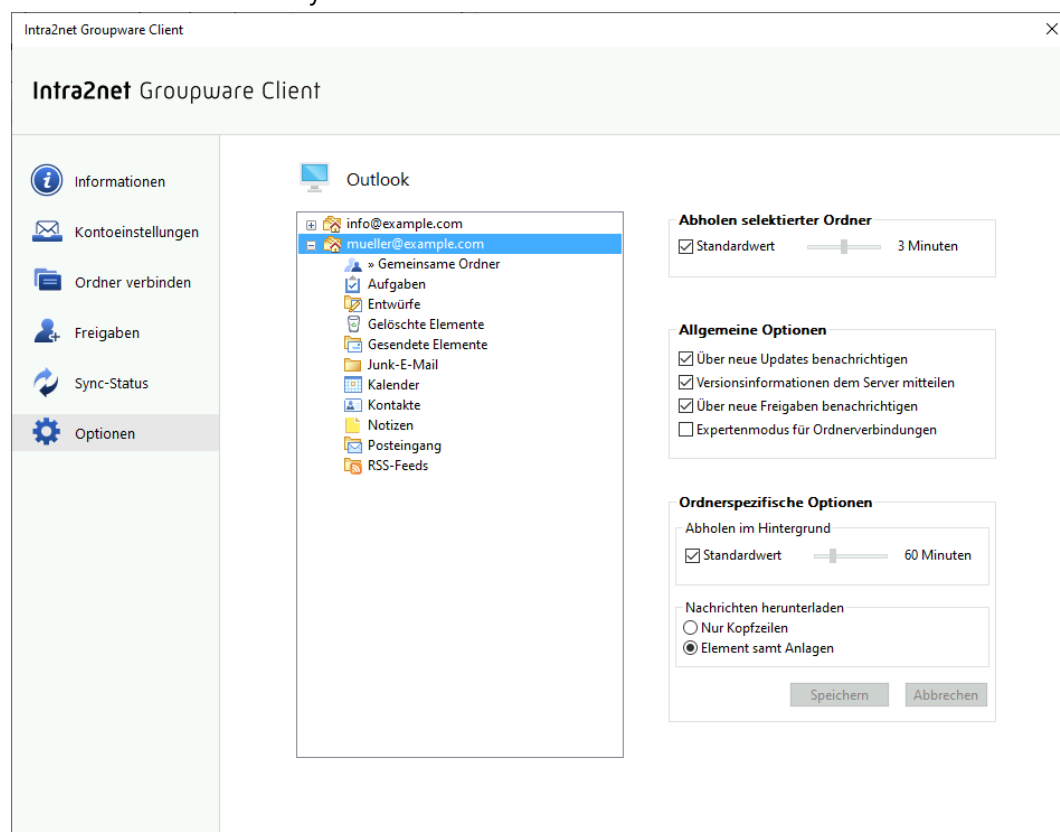 Intra2net Groupware Client
Intra2net Groupware Client
Informationen
Kontoeinstellungen
Ordner verbinden
Freigaben
Sync-Status
Optionen
Outlook
info@example.com
mueller@example.com
» Gemeinsame Ordner
Aufgaben
Entwürfe
Gelöschte Elemente
Gesendete Elemente
Junk-E-Mail
Kalender
Kontakte
Notizen
Posteingang
RSS-Feeds
Abholen selektierter Ordner
Standardwert 3 Minuten
Allgemeine Optionen
Über neue Updates benachrichtigen
Versionsinformationen dem Server mitteilen
Über neue Freigaben benachrichtigen
Expertenmodus für Ordnerverbindungen
Ordnerspezifische Optionen
Abholen im Hintergrund
Standardwert 60 Minuten
Nachrichten herunterladen
Nur Kopfzeilen
Element samt Anlagen
Speichern Abbrechen